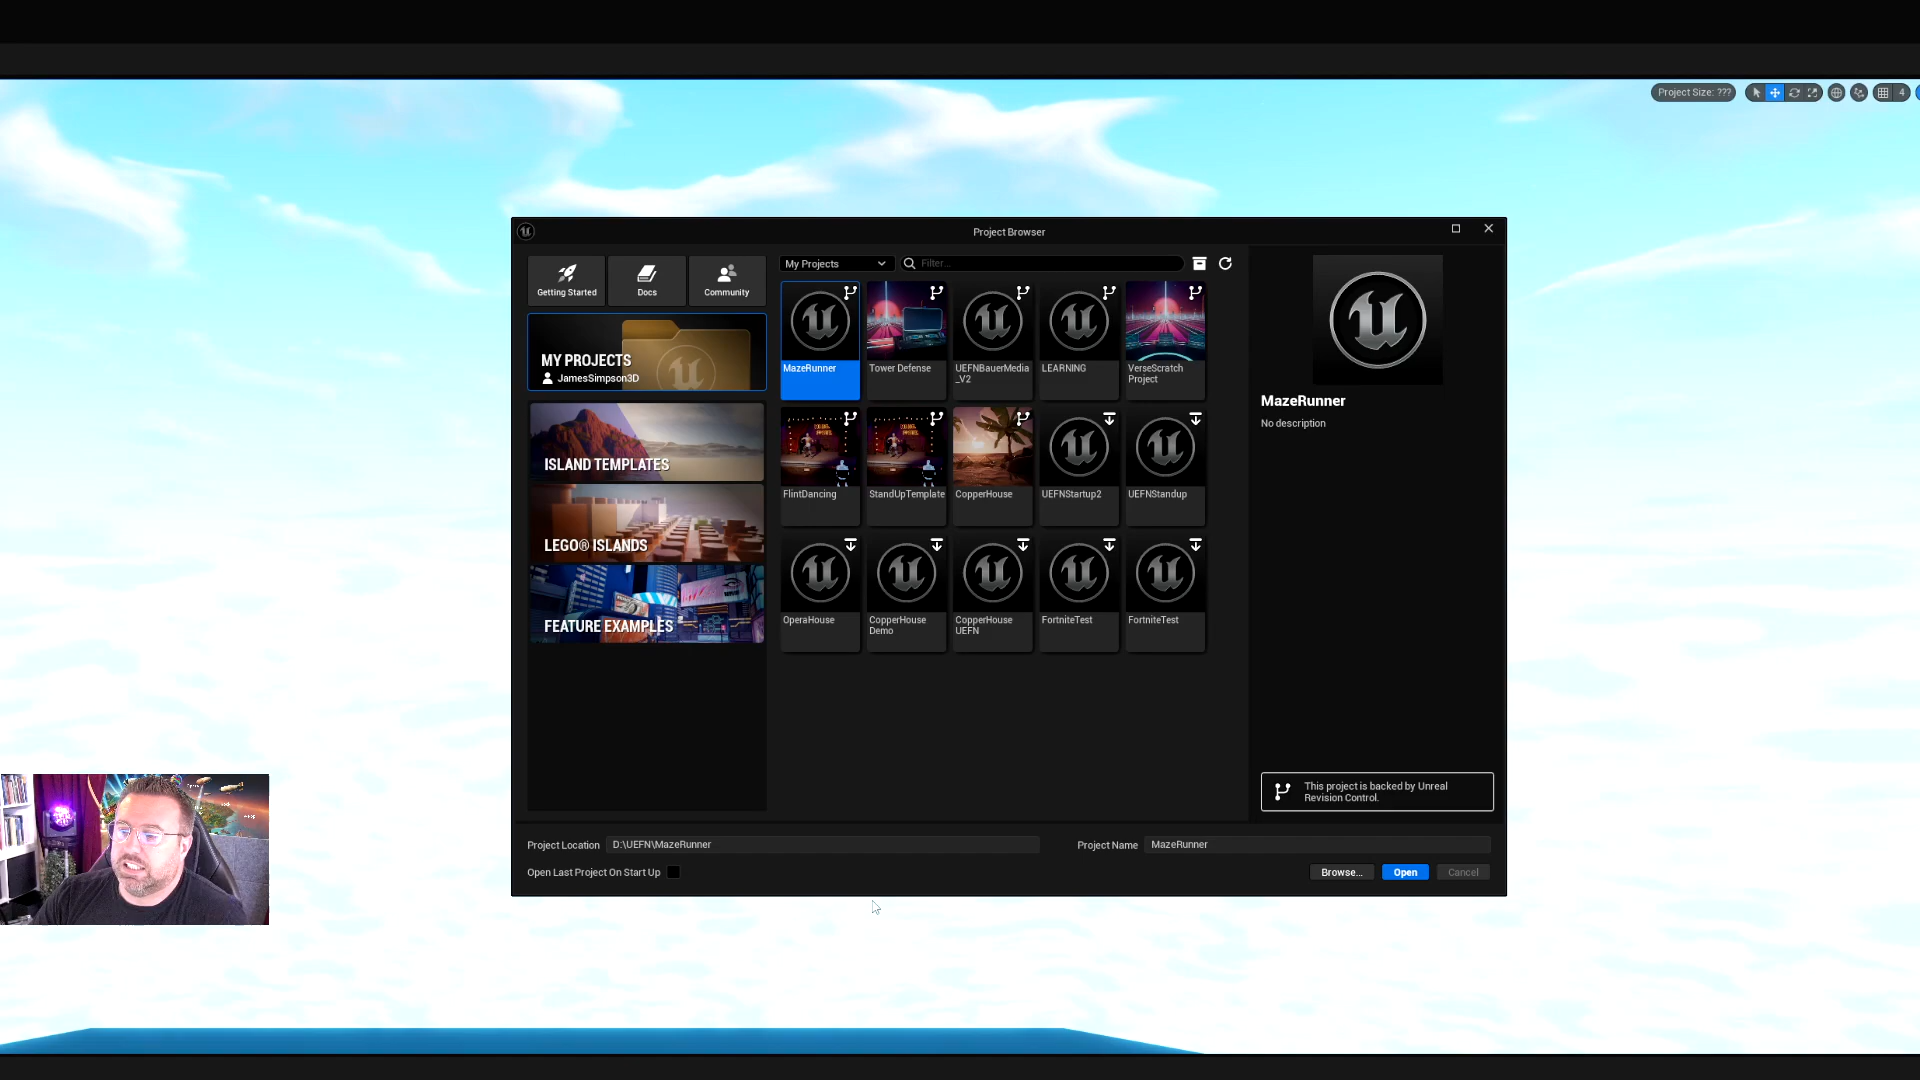 Project Size: ???
4
Project Browser
Getting Started
Docs
Community
My Projects
Filter...
MY PROJECTS
JamesSimpson3D
ISLAND TEMPLATES
LEGO® ISLANDS
FEATURE EXAMPLES
MazeRunner
Tower Defense
UEFNBauerMedia
_V2
LEARNING
VerseScratch
Project
FlintDancing
StandUpTemplate
CopperHouse
UEFNStartup2
UEFNStandup
OperaHouse
CopperHouse
Demo
CopperHouse
UEFN
FortniteTest
FortniteTest
MazeRunner
No description
This project is backed by Unreal
Revision Control.
Project Location
D:\UEFN\MazeRunner
Project Name
MazeRunner
Open Last Project On Start Up
Browse...
Open
Cancel